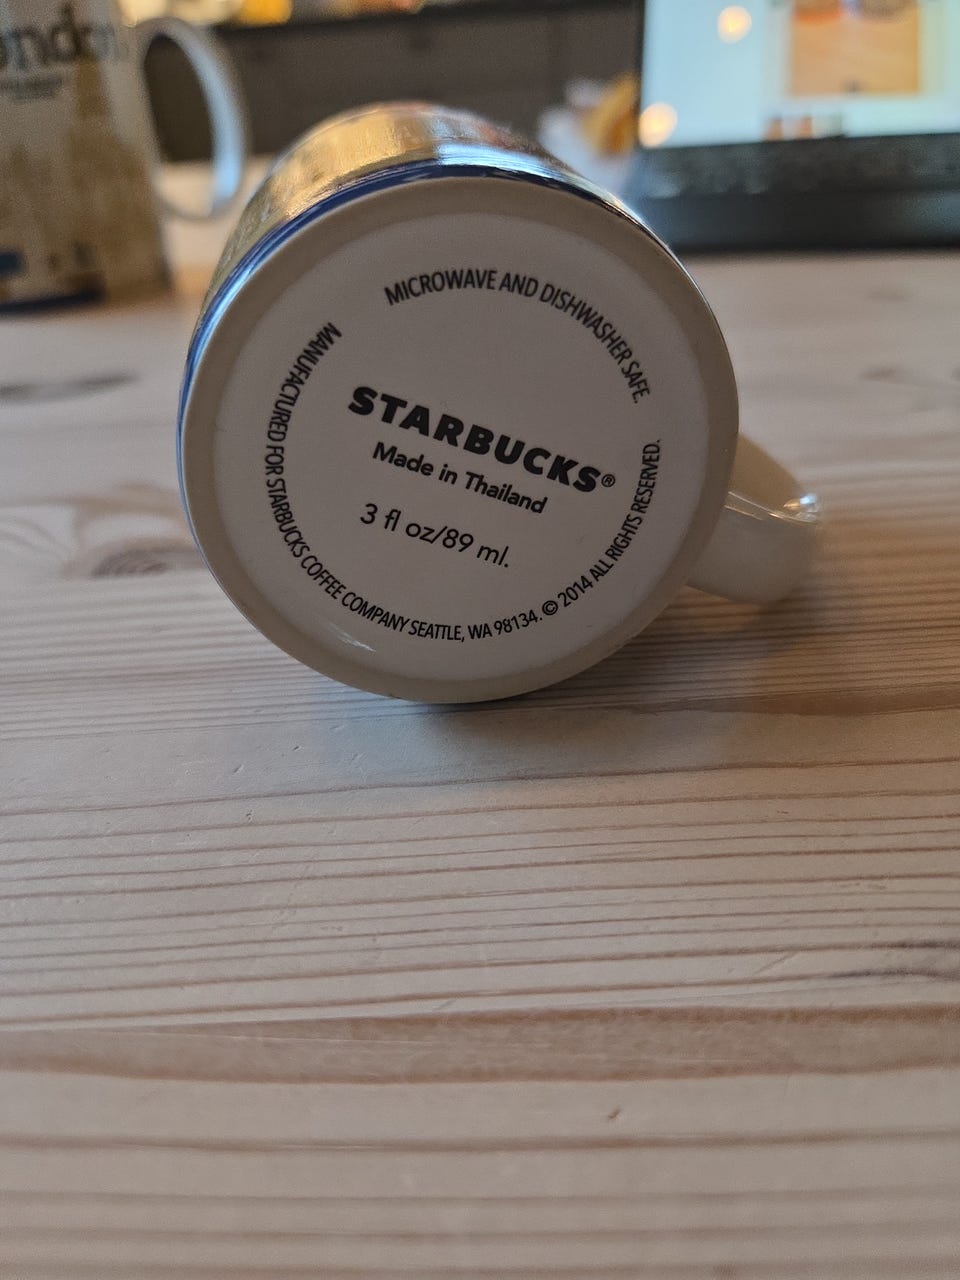 MICROWAVE AND DISHWASHER SAFE.
MANUFACTURED FOR STARBUCKS COFFEE COMPANY SEATTLE, WA 98134. © 2014 ALL RIGHTS RESERVED.
STARBUCKS®
Made in Thailand
3 fl oz/89 ml.